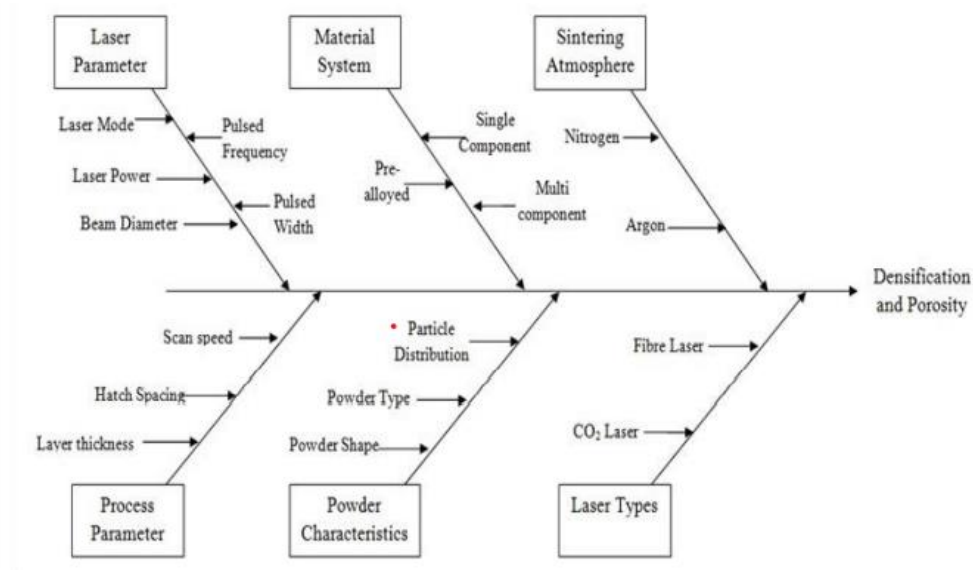 Laser
Parameter
Material
System
Sintering
Atmosphere
Laser Mode
Pulsed
Frequency
Laser Power
Pulsed
Width
Beam Diameter
Single
Component
Pre-
alloyed
Multi
component
Nitrogen
Argon
Densification
and Porosity
Scan speed
Hatch Spacing
Layer thickness
Particle
Distribution
Powder Type
Powder Shape
Fibre Laser
CO₂ Laser
Process
Parameter
Powder
Characteristics
Laser Types